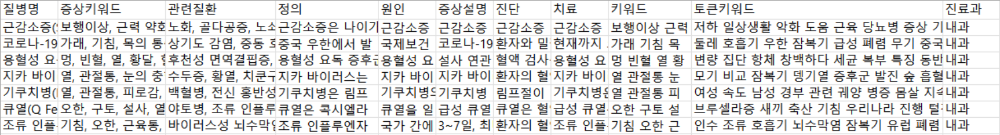 질병명 증상키워드 관련질환 정의 원인 증상설명 진단 치료 키워드 토큰키워드 진료과
근감소증( 보행이상, 근력 약화 노화, 골다공증, 노쇠 근감소증은 나이가 근감소증 근감소증 근감소증 근감소증 보행이상 근력 저하 일상생활 악화 도움 근육 당뇨병 증상 기 내과
코로나-19 가래, 기침, 목의 통 상기도 감염, 중동 호 중국 우한에서 발 국제보건 코로나-19 환자와 밀 현재까지 가래 기침 목 둘레 호흡기 우한 잠복기 급성 폐렴 무기 중국 내과
용혈성 요 멍, 빈혈, 열, 황달, 후천성 면역결핍증, 용혈성 요독 증후군 용혈성 요 설사 연관 혈액 검사 용혈성 요 멍 빈혈 열 황 변량 집단 항체 창백하다 세균 복부 특징 동반 내과
지카 바이 열, 관절통, 눈의 충 수두증, 황열, 치쿤구 지카 바이러스는 지카 바이 지카 바이 환자의 혈 지카 바이 열 관절통 눈 모기 비교 잠복기 뎅기열 증후군 발진 숲 흡혈 내과
기쿠치병( 열, 관절통, 피로감, 백혈병, 전신 홍반성 기쿠치병은 림프 기쿠치병으 기쿠치병 림프절이 기쿠치병은 열 관절통 피 여성 속도 남성 경부 관련 궤양 병증 몸살 지속 내과
큐열(Q Fe 오한, 구토, 설사, 열 야토병, 조류 인플루 큐열은 콕시엘라 큐열을 일 급성 큐열 큐열은 혈 급성 큐열 오한 구토 설 브루셀라증 새끼 축산 기침 우리나라 진행 털 내과
조류 인플 기침, 오한, 근육통, 바이러스성 뇌수막염 조류 인플루엔자 국가 간에 3~7일, 최 환자의 혈 조류 인플 기침 오한 근 인수 조류 호흡기 뇌수막염 잠복기 유럽 폐렴 내과